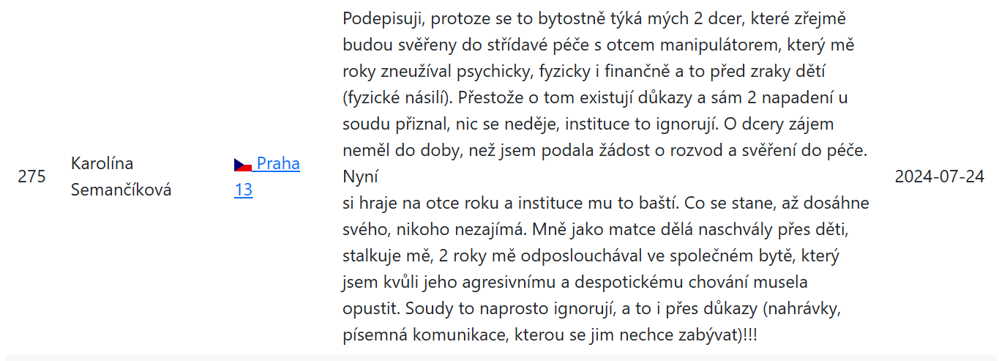 275
Karolína
Semančíková
Praha
13
Podepisuji, protoze se to bytostně týká mých 2 dcer, které zřejmě
budou svěřeny do střídavé péče s otcem manipulátorem, který mě
roky zneužíval psychicky, fyzicky i finančně a to před zraky dětí
(fyzické násilí). Přestože o tom existují důkazy a sám 2 napadení u
soudu přiznal, nic se neděje, instituce to ignorují. O dcery zájem
neměl do doby, než jsem podala žádost o rozvod a svěření do péče.
Nyní
si hraje na otce roku a instituce mu to baští. Co se stane, až dosáhne
svého, nikoho nezajímá. Mně jako matce dělá naschvály přes děti,
stalkuje mě, 2 roky mě odposlouchával ve společném bytě, který
jsem kvůli jeho agresivnímu a despotickému chování musela
opustit. Soudy to naprosto ignorují, a to i přes důkazy (nahrávky,
písemná komunikace, kterou se jim nechce zabývat)!!!
2024-07-24